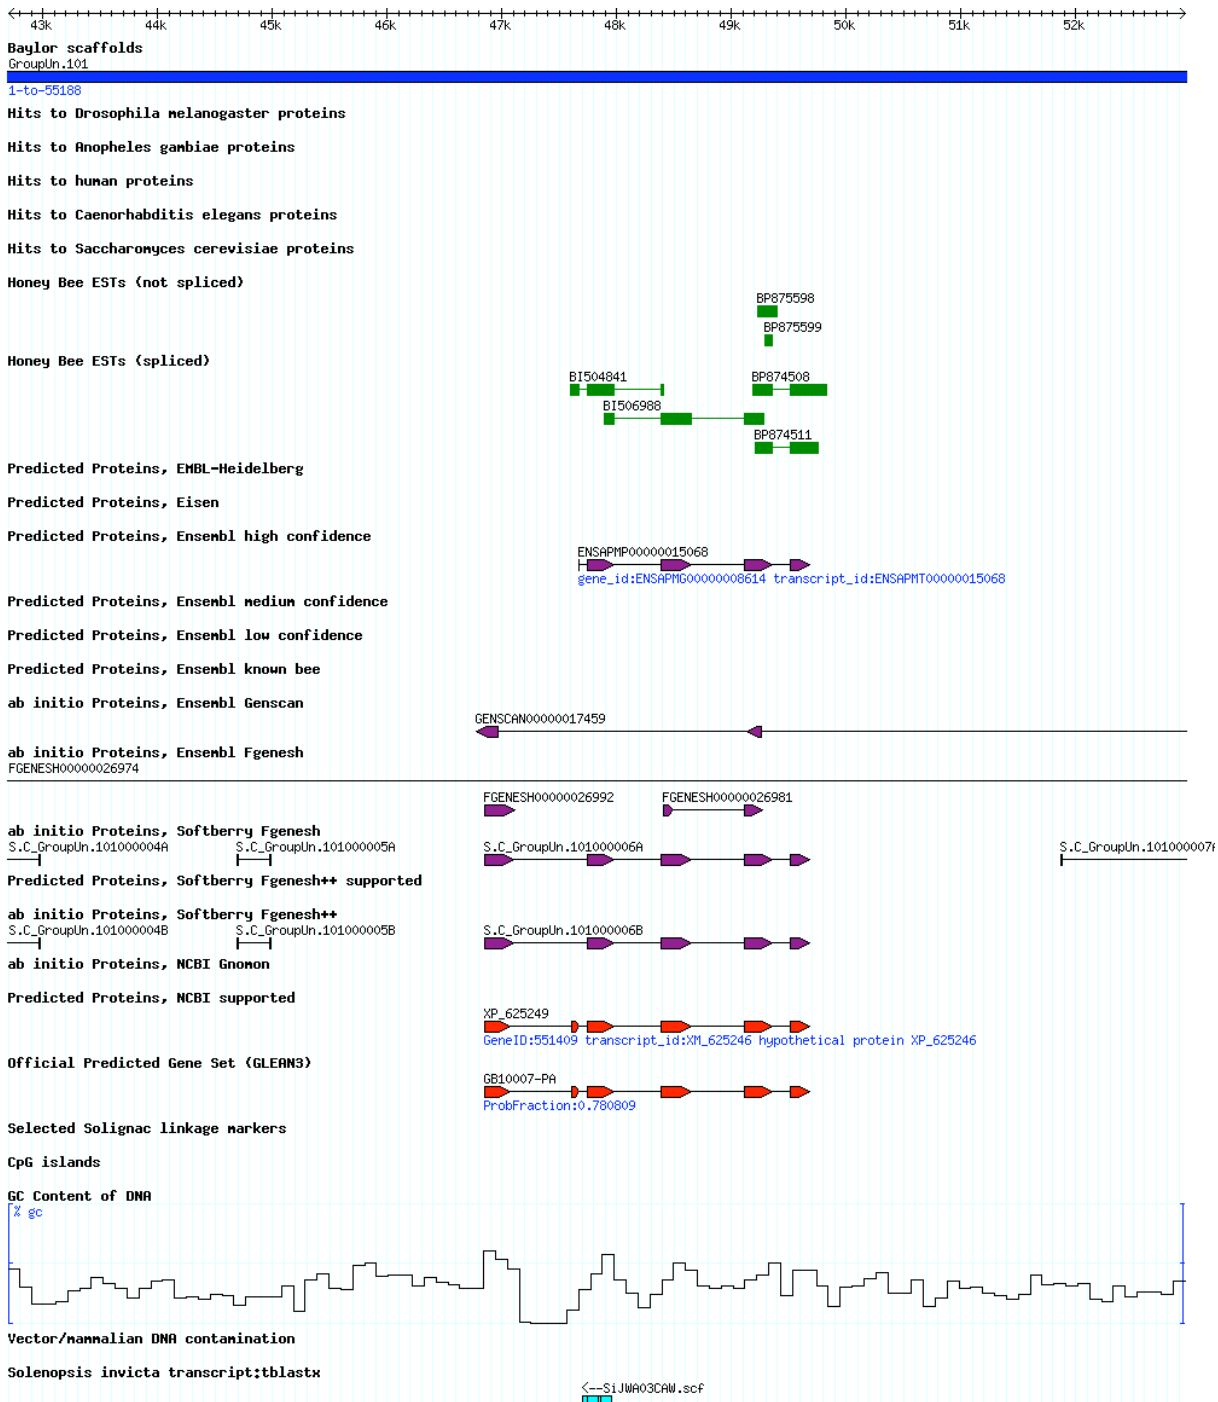 43k 44k 45k 46k 47k 48k 49k 50k 51k 52k
Baylor scaffolds
GroupUn.101
1-to-55188
Hits to Drosophila melanogaster proteins
Hits to Anopheles gambiae proteins
Hits to human proteins
Hits to Caenorhabditis elegans proteins
Hits to Saccharomyces cerevisiae proteins
Honey Bee ESTs (not spliced)
BP875598
BP875599
Honey Bee ESTs (spliced)
BI504841 BP874508
BI506988
BP874511
Predicted Proteins, EMBL-Heidelberg
Predicted Proteins, Eisen
Predicted Proteins, Ensembl high confidence
ENSAPMP00000015068
gene_id:ENSAPMG00000008614 transcript_id:ENSAPMT00000015068
Predicted Proteins, Ensembl medium confidence
Predicted Proteins, Ensembl low confidence
Predicted Proteins, Ensembl known bee
ab initio Proteins, Ensembl Genscan
GENSCAN00000017459
ab initio Proteins, Ensembl Fgenesh
FGENESH00000026974
FGENESH00000026992 FGENESH00000026981
ab initio Proteins, Softberry Fgenesh
S.C_GroupUn.101000004A S.C_GroupUn.101000005A S.C_GroupUn.101000006A S.C_GroupUn.101000007A
Predicted Proteins, Softberry Fgenesh++ supported
ab initio Proteins, Softberry Fgenesh++
S.C_GroupUn.101000004B S.C_GroupUn.101000005B S.C_GroupUn.101000006B
ab initio Proteins, NCBI Gnomon
Predicted Proteins, NCBI supported
XP_625249
GeneID:551409 transcript_id:XM_625246 hypothetical protein XP_625246
Official Predicted Gene Set (GLEAN3)
GB10007-PA
ProbFraction:0.780809
Selected Solignac linkage markers
CpG islands
GC Content of DNA
% gc
Vector/mammalian DNA contamination
Solenopsis invicta transcript:tblastx
<--SiJWA03CAW.scf